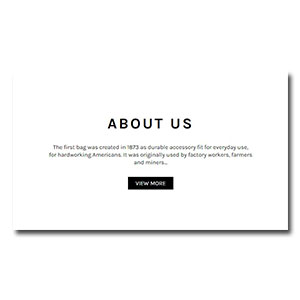 ABOUT US
The first bag was created in 1873 as durable accessory fit for everyday use,
for hardworking Americans. It was originally used by factory workers, farmers
and miners...
VIEW MORE